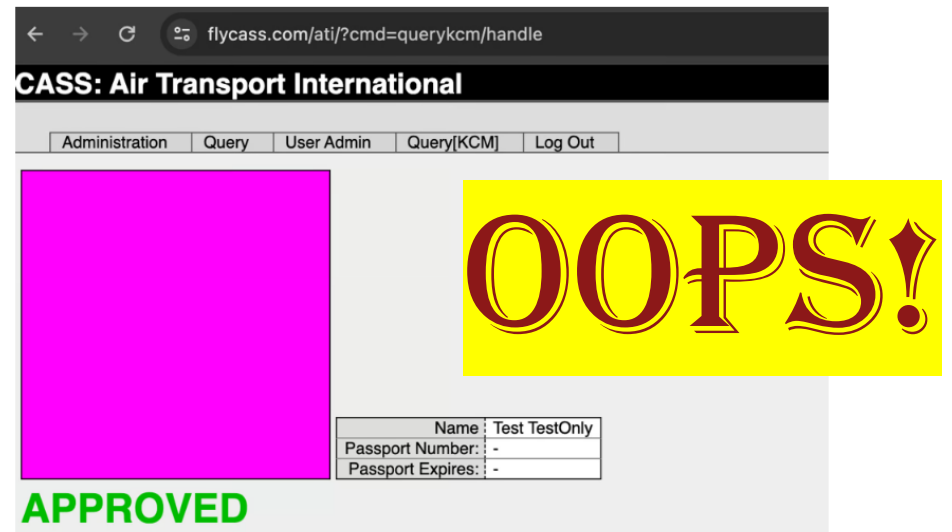 flycass.com/ati/?cmd=querykcm/handle
CASS: Air Transport International
Administration Query User Admin Query[KCM] Log Out
OOPS!
Name Test TestOnly
Passport Number: -
Passport Expires: -
APPROVED